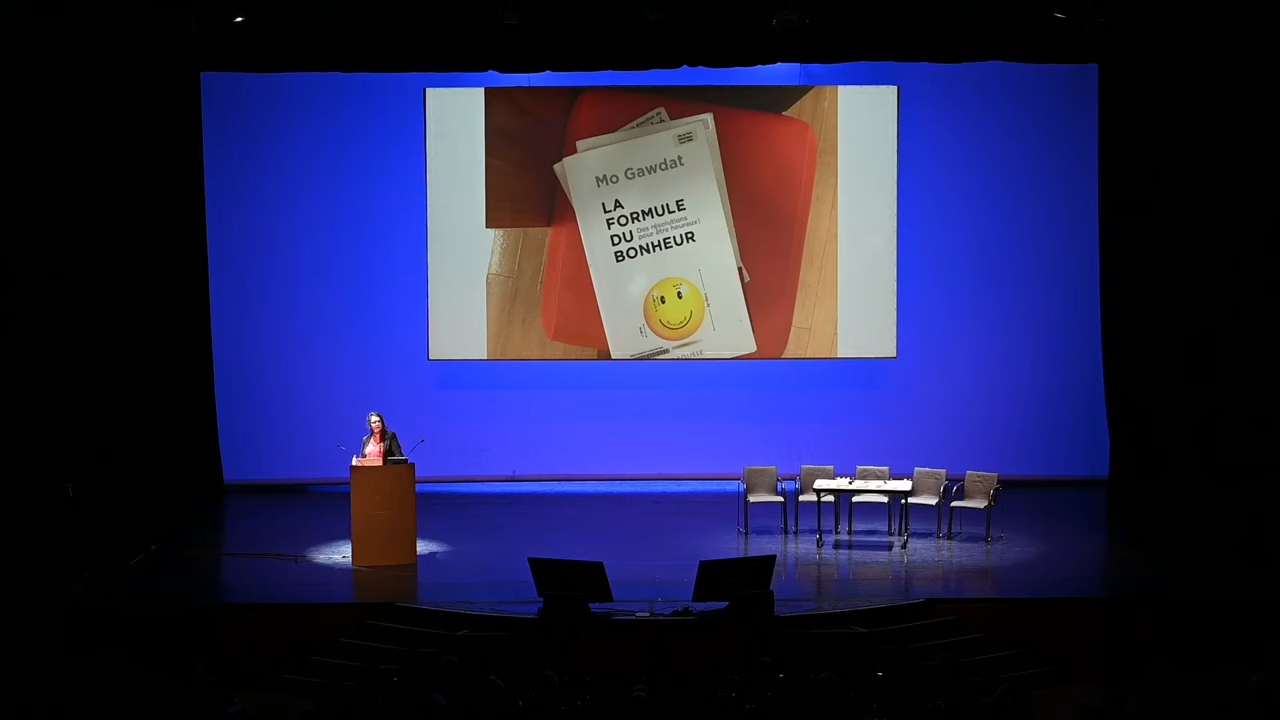 Mo Gawdat
LA
FORMULE
DU
Des résolutions
pour être heureux !
BONHEUR